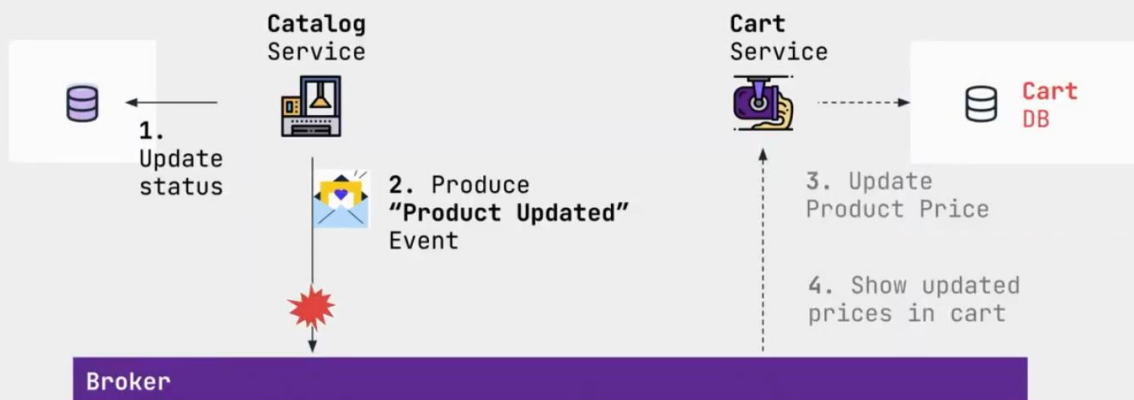 Catalog
Service
Cart
Service
Cart
DB
1.
Update
status
2. Produce
“Product Updated”
Event
3. Update
Product Price
4. Show updated
prices in cart
Broker